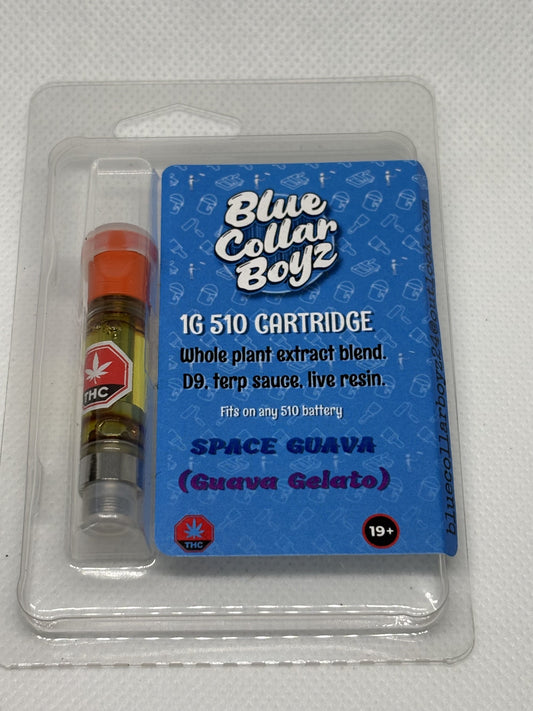 Blue
Collar
Boyz
1G 510 CARTRIDGE
Whole plant extract blend.
D9, terp sauce, live resin.
Fits on any 510 battery
SPACE GUAVA
(Guava Gelato)
THC
THC
19+